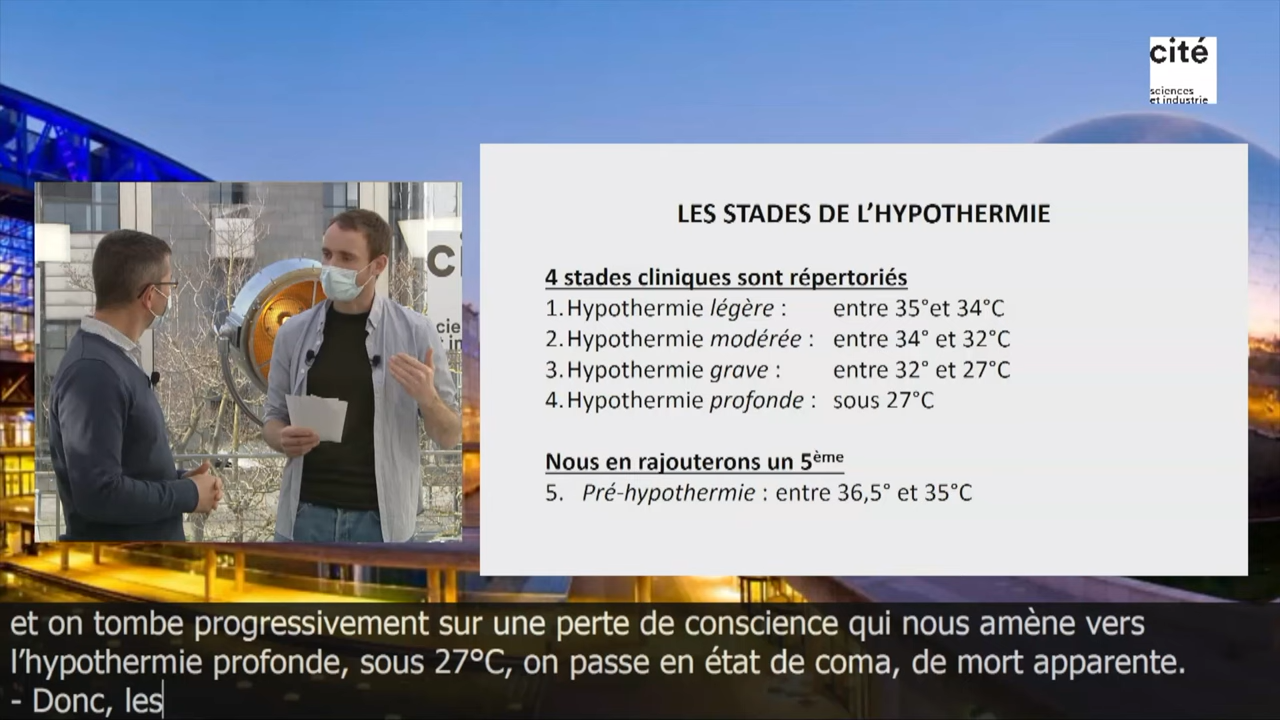 cité
sciences
et industrie
ci
cie
t in
LES STADES DE L’HYPOTHERMIE
4 stades cliniques sont répertoriés
1. Hypothermie légère : entre 35°et 34°C
2. Hypothermie modérée : entre 34° et 32°C
3. Hypothermie grave : entre 32° et 27°C
4. Hypothermie profonde : sous 27°C
Nous en rajouterons un 5ème
5. Pré-hypothermie : entre 36,5° et 35°C
et on tombe progressivement sur une perte de conscience qui nous amène vers
l’hypothermie profonde, sous 27°C, on passe en état de coma, de mort apparente.
- Donc, les